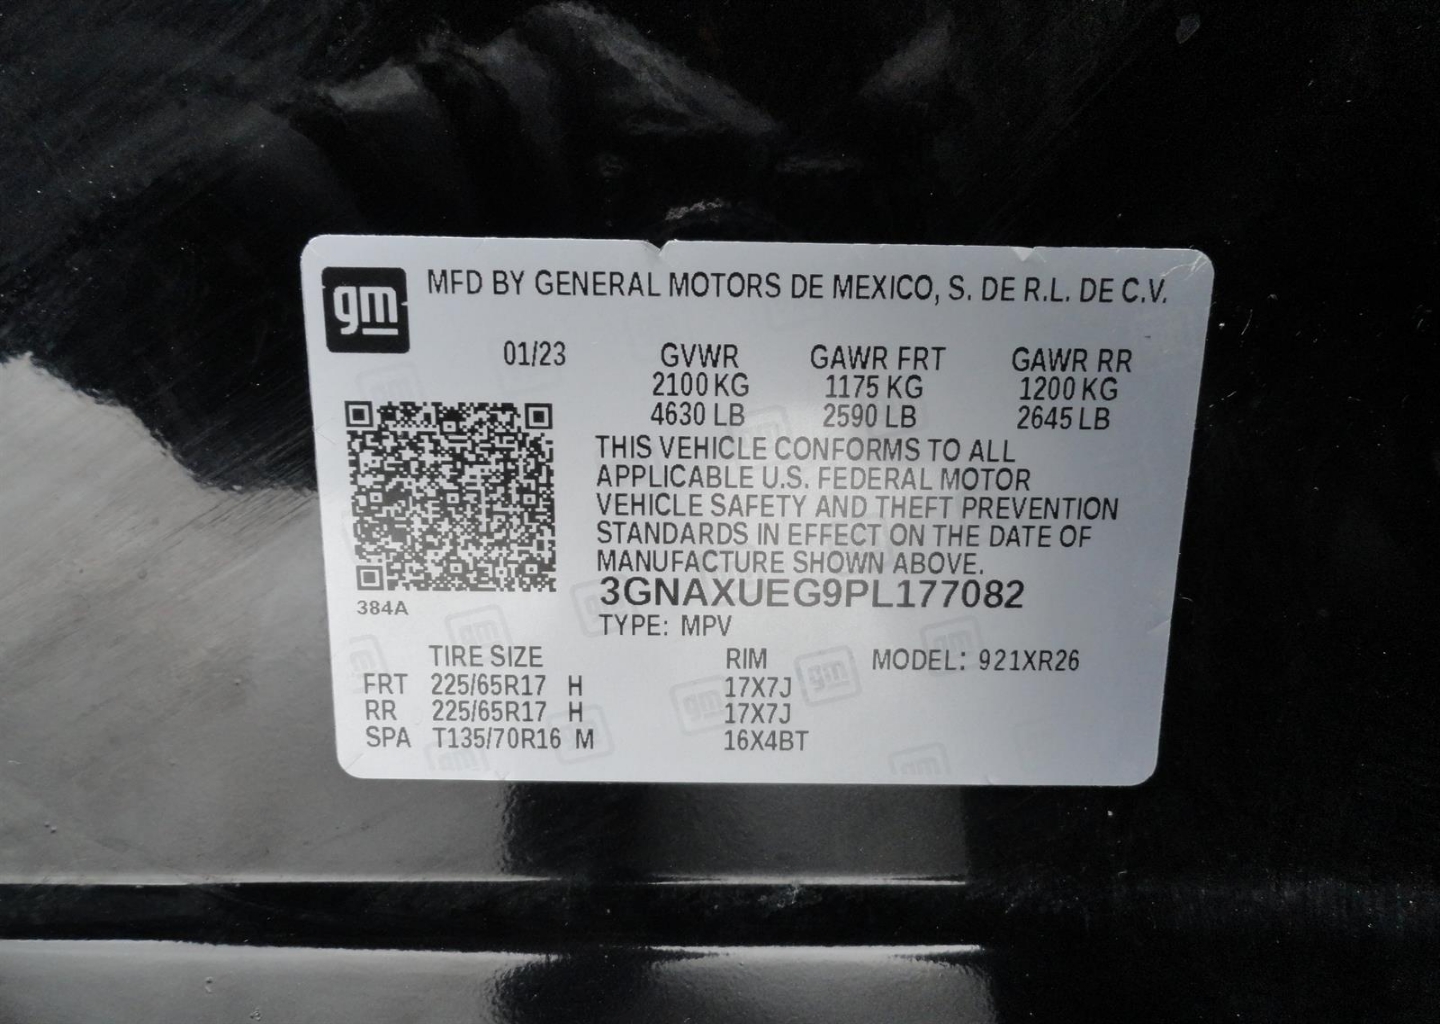 gm MFD BY GENERAL MOTORS DE MEXICO, S. DE R.L. DE C.V.
01/23 GVWR GAWR FRT GAWR RR
2100 KG 1175 KG 1200 KG
4630 LB 2590 LB 2645 LB
THIS VEHICLE CONFORMS TO ALL
APPLICABLE U.S. FEDERAL MOTOR
VEHICLE SAFETY AND THEFT PREVENTION
STANDARDS IN EFFECT ON THE DATE OF
MANUFACTURE SHOWN ABOVE.
3GNAXUEG9PL177082
384A
TYPE: MPV
TIRE SIZE RIM MODEL: 921XR26
FRT 225/65R17 H 17X7J
RR 225/65R17 H 17X7J
SPA T135/70R16 M 16X4BT